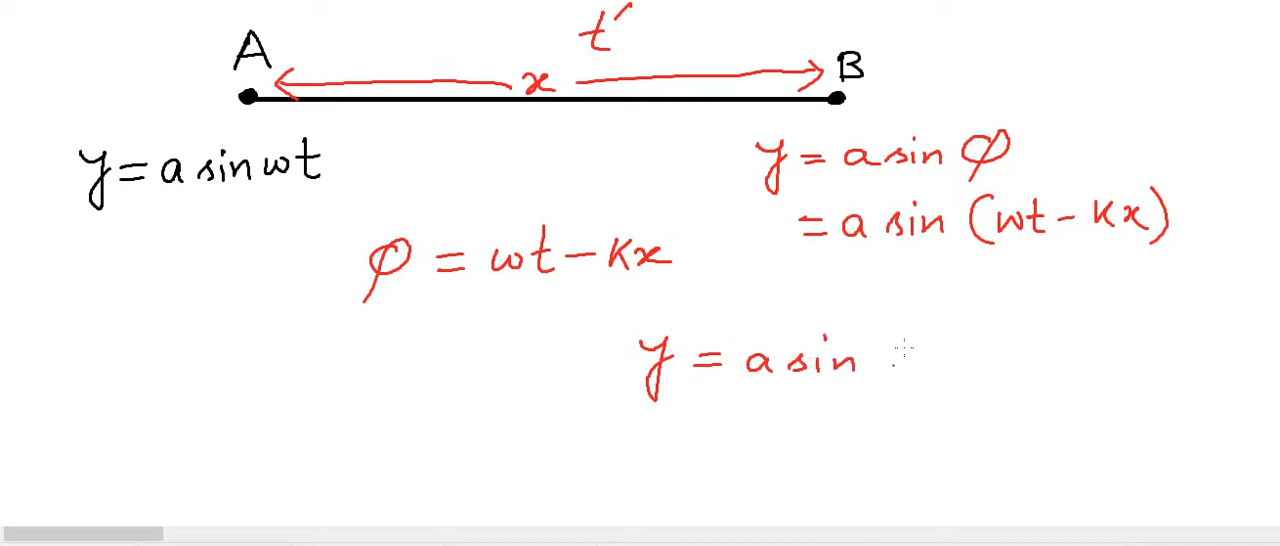 t′
A x B
y = a sin ωt
y = a sin φ
= a sin (ωt - kx)
φ = ωt - kx
y = a sin